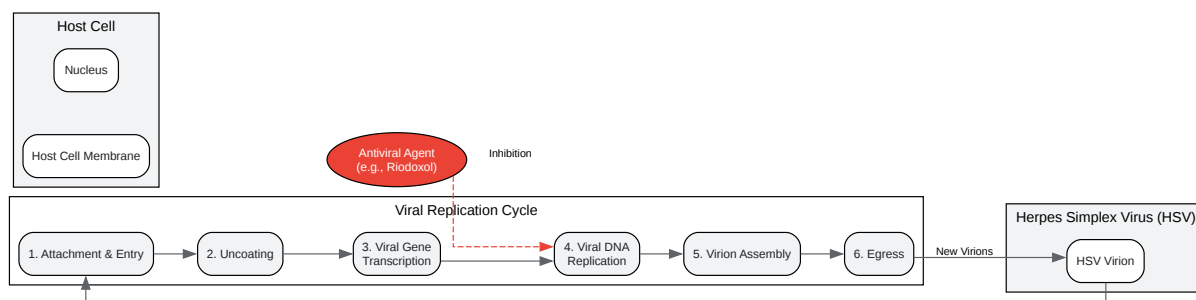 Host Cell
Nucleus
Host Cell Membrane
Antiviral Agent
(e.g., Riodoxol)
Inhibition
Viral Replication Cycle
1. Attachment & Entry
2. Uncoating
3. Viral Gene
Transcription
4. Viral DNA
Replication
5. Virion Assembly
6. Egress
New Virions
Herpes Simplex Virus (HSV)
HSV Virion